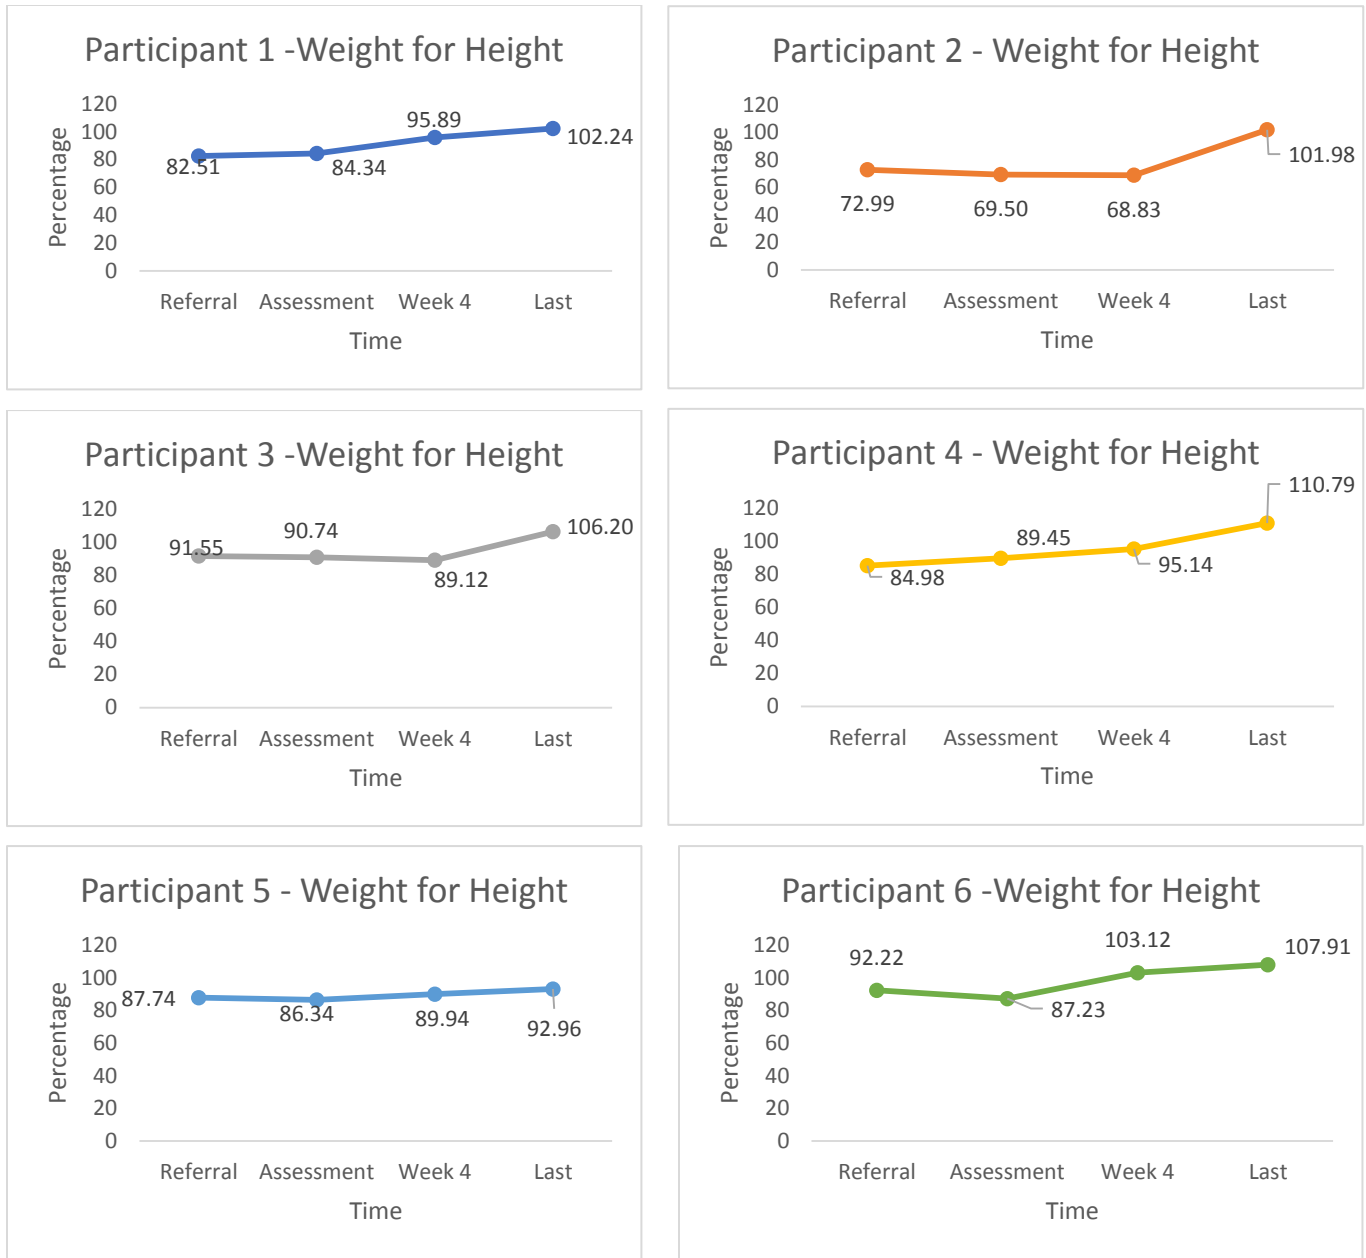 Participant 1 -Weight for Height
120
100
80
60
40
20
0
Percentage
82.51
84.34
95.89
102.24
Referral Assessment Week 4 Last
Time
Participant 2 - Weight for Height
120
100
80
60
40
20
0
Percentage
72.99
69.50
68.83
101.98
Referral Assessment Week 4 Last
Time
Participant 3 -Weight for Height
120
100
80
60
40
20
0
Percentage
91.55
90.74
89.12
106.20
Referral Assessment Week 4 Last
Time
Participant 4 - Weight for Height
120
100
80
60
40
20
0
Percentage
84.98
89.45
95.14
110.79
Referral Assessment Week 4 Last
Time
Participant 5 - Weight for Height
120
100
80
60
40
20
0
Percentage
87.74
86.34
89.94
92.96
Referral Assessment Week 4 Last
Time
Participant 6 -Weight for Height
120
100
80
60
40
20
0
Percentage
92.22
87.23
103.12
107.91
Referral Assessment Week 4 Last
Time